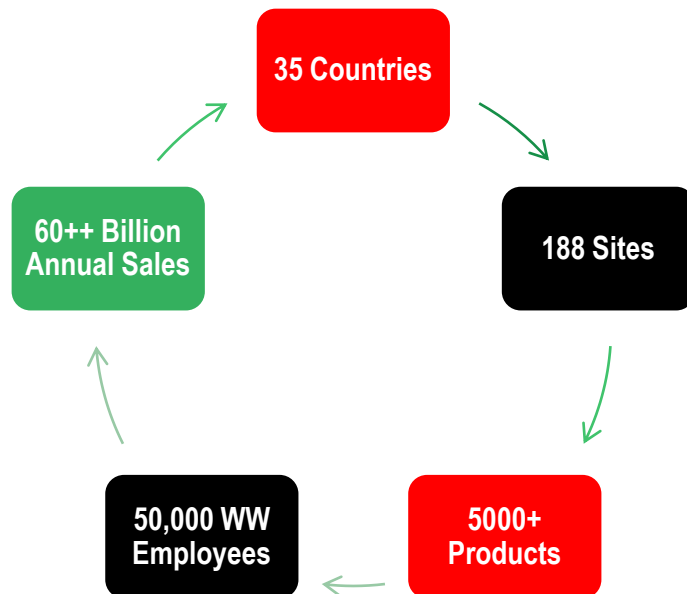 35 Countries
188 Sites
5000+
Products
50,000 WW
Employees
60++ Billion
Annual Sales